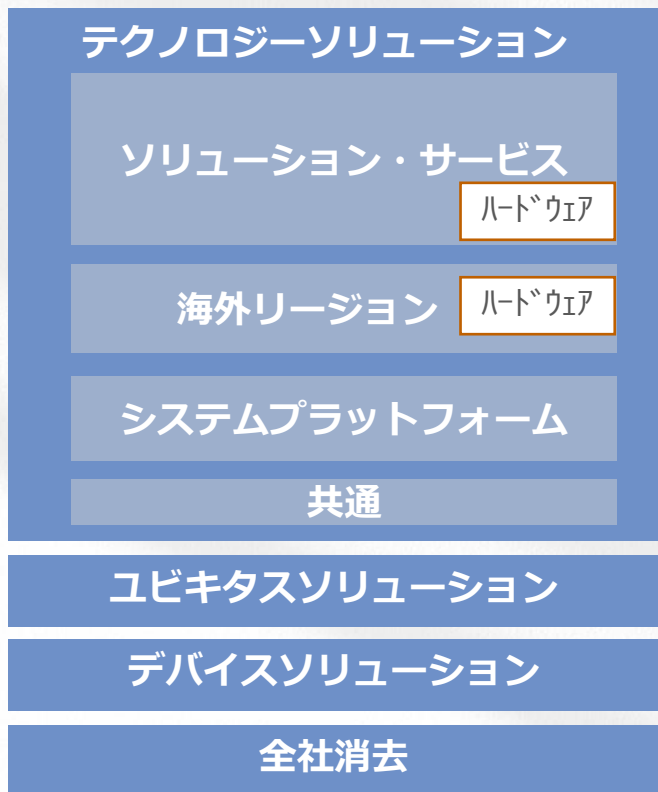 テクノロジーソリューション
ソリューション・サービス
ﾊｰﾄﾞｳｪｱ
海外リージョン
ﾊｰﾄﾞｳｪｱ
システムプラットフォーム
共通
ユビキタスソリューション
デバイスソリューション
全社消去